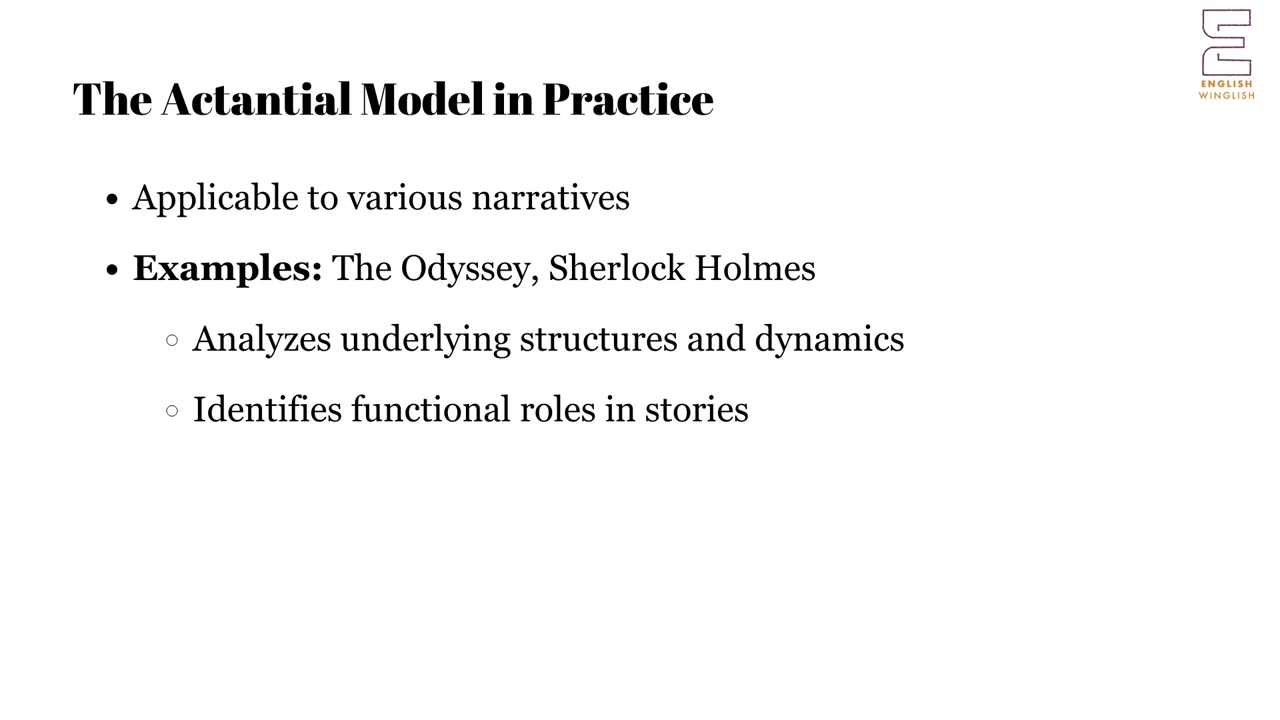 ENGLISH
WINGLISH
The Actantial Model in Practice
• Applicable to various narratives
• Examples: The Odyssey, Sherlock Holmes
○ Analyzes underlying structures and dynamics
○ Identifies functional roles in stories